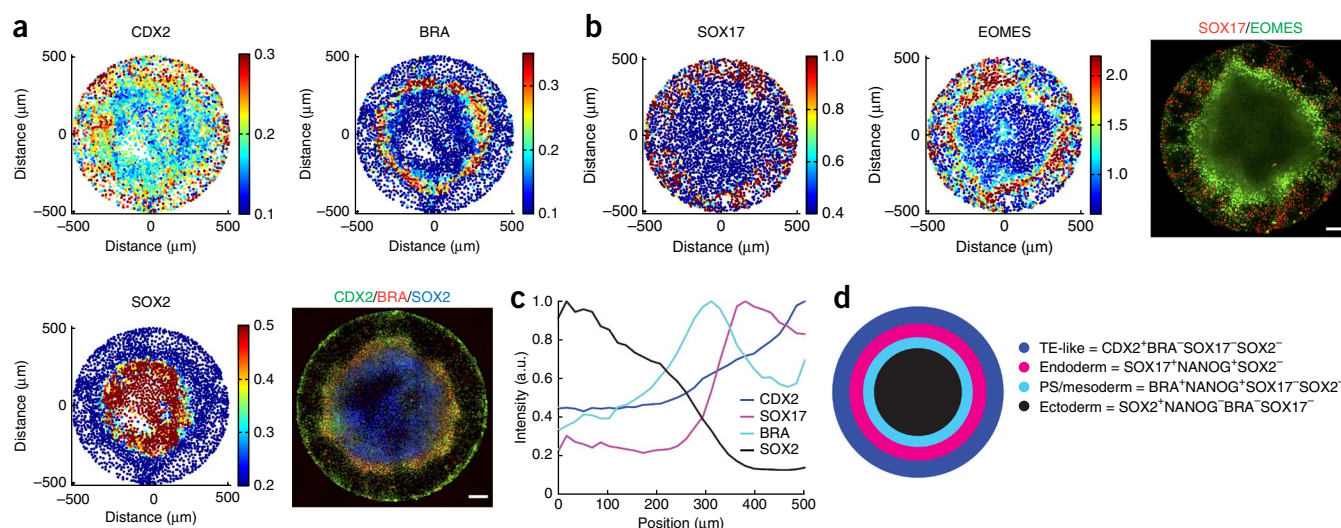 a
CDX2
500
0
–500
–500
0
500
Distance (μm)
Distance (μm)
0.3
0.2
0.1
BRA
500
0
–500
–500
0
500
Distance (μm)
Distance (μm)
0.3
0.2
0.1
b
SOX17
500
0
–500
–500
0
500
Distance (μm)
Distance (μm)
1.0
0.8
0.6
0.4
EOMES
500
0
–500
–500
0
500
Distance (μm)
Distance (μm)
2.0
1.5
1.0
SOX17/EOMES
SOX2
500
0
–500
–500
0
500
Distance (μm)
Distance (μm)
0.5
0.4
0.3
0.2
CDX2/BRA/SOX2
c
1.0
0.8
0.6
0.4
0.2
0
Intensity (a.u.)
0
100
200
300
400
500
Position (μm)
CDX2
SOX17
BRA
SOX2
d
TE-like = CDX2⁺BRA⁻SOX17⁻SOX2⁻
Endoderm = SOX17⁺NANOG⁺SOX2⁻
PS/mesoderm = BRA⁺NANOG⁺SOX17⁻SOX2⁻
Ectoderm = SOX2⁺NANOG⁻BRA⁻SOX17⁻